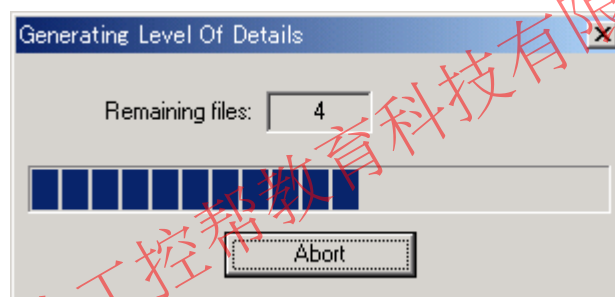 Generating Level Of Details
Remaining files: 4
Abort
工控帮教育科技有限